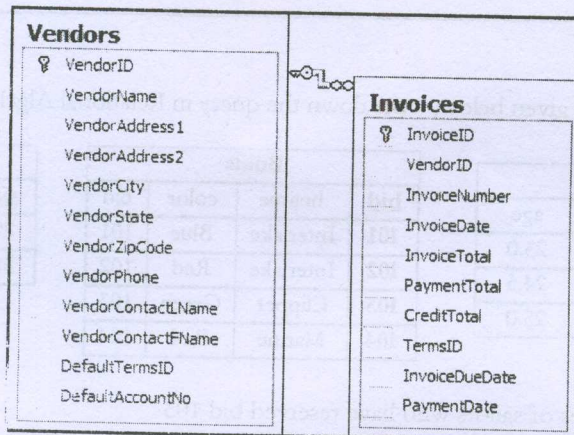 Vendors
VendorID
VendorName
VendorAddress1
VendorAddress2
VendorCity
VendorState
VendorZipCode
VendorPhone
VendorContactLName
VendorContactFName
DefaultTermsID
DefaultAccountNo
Invoices
InvoiceID
VendorID
InvoiceNumber
InvoiceDate
InvoiceTotal
PaymentTotal
CreditTotal
TermsID
InvoiceDueDate
PaymentDate